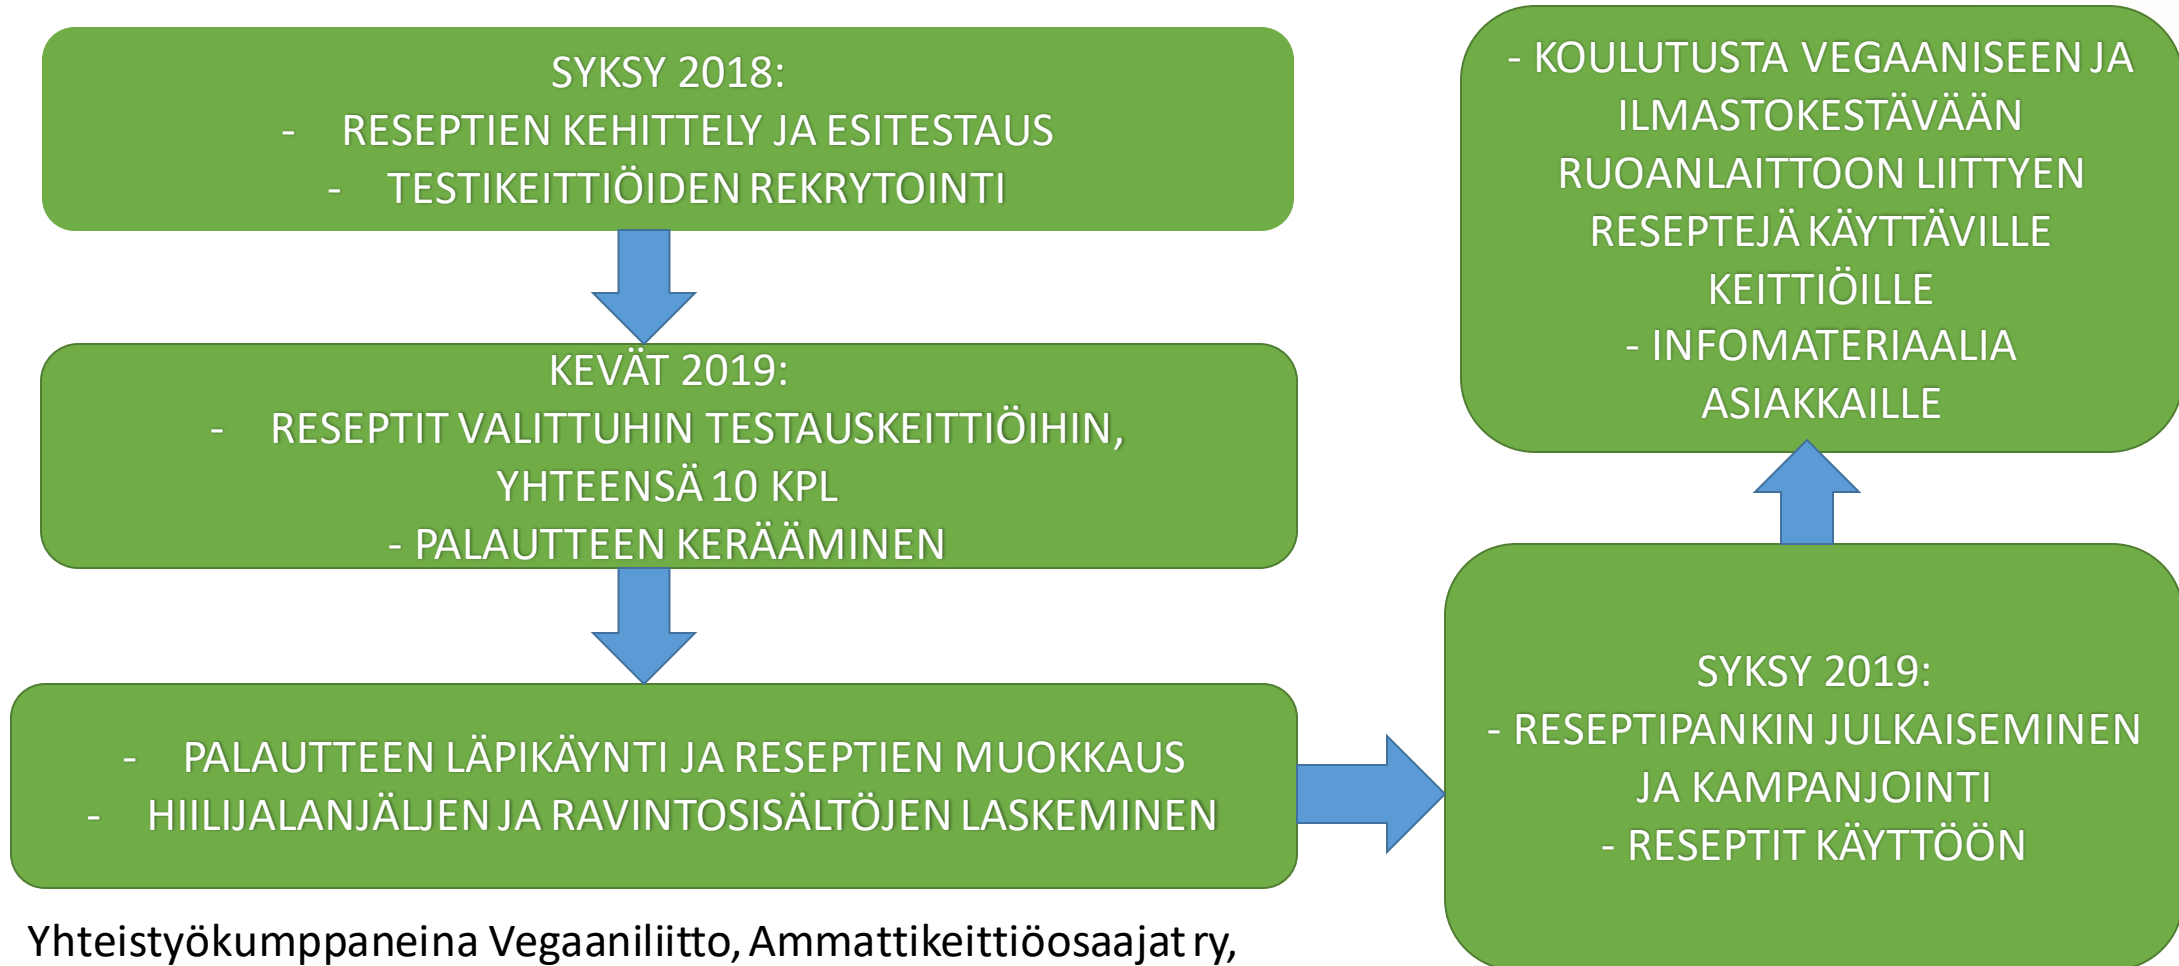 SYKSY 2018:
- RESEPTIEN KEHITTELY JA ESITESTAUS
- TESTIKEITTIÖIDEN REKRYTOINTI
KEVÄT 2019:
- RESEPTIT VALITTUHIN TESTAUSKEITTIÖIHIN,
YHTEENSÄ 10 KPL
- PALAUTTEEN KERÄÄMINEN
- PALAUTTEEN LÄPIKÄYNTI JA RESEPTIEN MUOKKAUS
- HIILIJALANJÄLJEN JA RAVINTOSISÄLTÖJEN LASKEMINEN
SYKSY 2019:
- RESEPTIPANKIN JULKAISEMINEN
JA KAMPANJOINTI
- RESEPTIT KÄYTTÖÖN
- KOULUTUSTA VEGAANISEEN JA
ILMASTOKESTÄVÄÄN
RUOANLAITTOON LIITTYEN
RESEPTEJÄ KÄYTTÄVILLE
KEITTIÖILLE
- INFOMATERIAALIA
ASIAKKAILLE
Yhteistyökumppaneina Vegaaniliitto, Ammattikeittiöosaajat ry,